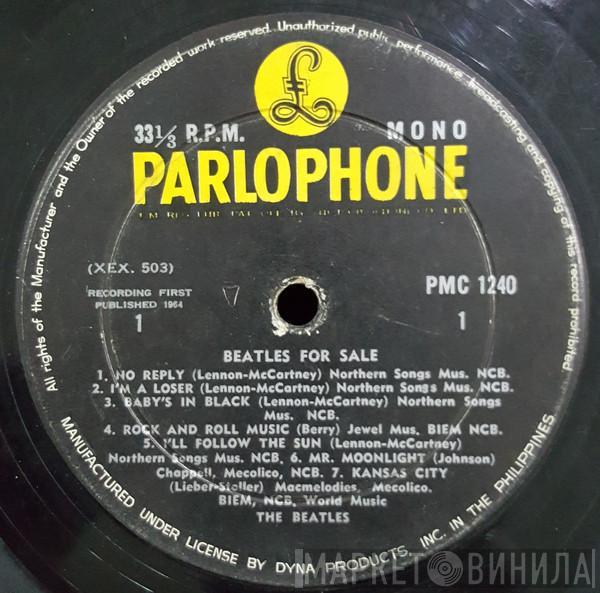 All rights of the Manufacturer and the Owner of the recorded work reserved. Unauthorized public performance, broadcasting and copying of this record prohibited
£
33⅓ R.P.M. MONO
PARLOPHONE
(XEX. 503) PMC 1240
RECORDING FIRST
PUBLISHED 1964
1 1
BEATLES FOR SALE
1. NO REPLY (Lennon-McCartney) Northern Songs Mus. NCB.
2. I'M A LOSER (Lennon-McCartney) Northern Songs Mus. NCB.
3. BABY'S IN BLACK (Lennon-McCartney) Northern Songs
Mus. NCB.
4. ROCK AND ROLL MUSIC (Berry) Jewel Mus. BIEM NCB.
5. I'LL FOLLOW THE SUN (Lennon-McCartney)
Northern Songs Mus. NCB, 6. MR. MOONLIGHT (Johnson)
Chappell, Mecolico, NCB. 7. KANSAS CITY
(Lieber-Stoller) Macmelodies, Mecolico.
BIEM, NCB, World Music
THE BEATLES
MANUFACTURED UNDER LICENSE BY DYNA PRODUCTS, INC. IN THE PHILIPPINES
МАРКЕТ ВИНИЛА